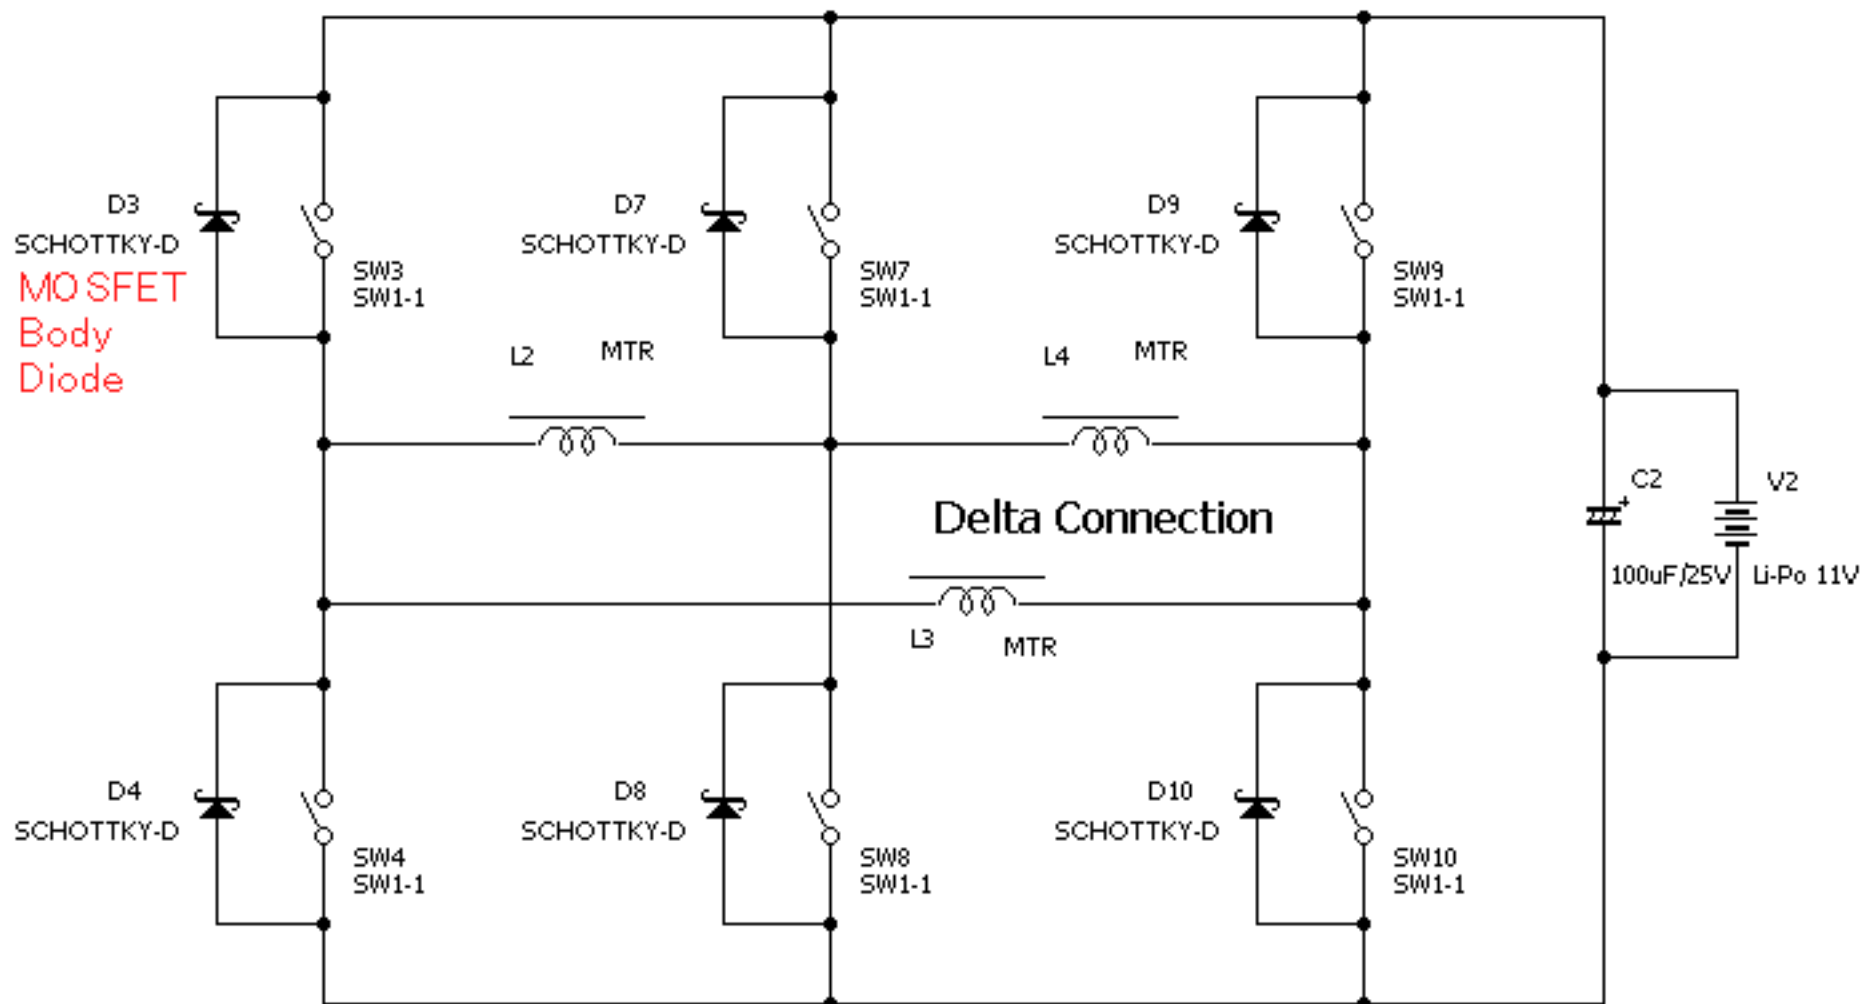 D3
SCHOTTKY-D
MOSFET
Body
Diode
SW3
SW1-1
D7
SCHOTTKY-D
SW7
SW1-1
D9
SCHOTTKY-D
SW9
SW1-1
L2
MTR
L4
MTR
Delta Connection
C2
+
100uF/25V
V2
Li-Po 11V
L3
MTR
D4
SCHOTTKY-D
SW4
SW1-1
D8
SCHOTTKY-D
SW8
SW1-1
D10
SCHOTTKY-D
SW10
SW1-1